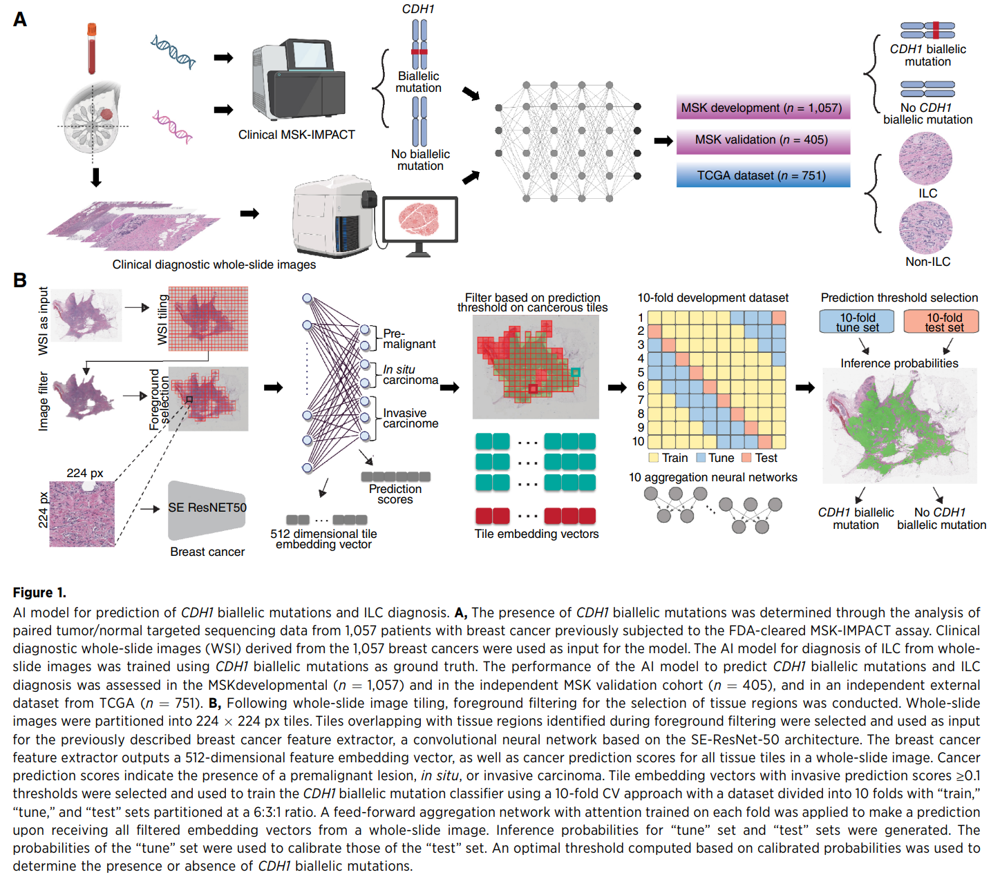 A
CDH1
Biallelic
mutation
No biallelic
mutation
Clinical MSK-IMPACT
Clinical diagnostic whole-slide images
MSK development (n = 1,057)
MSK validation (n = 405)
TCGA dataset (n = 751)
CDH1 biallelic
mutation
No CDH1
biallelic mutation
ILC
Non-ILC
B
WSI as input
WSI tiling
Image filter
Foreground
selection
224 px
224 px
SE ResNET50
Breast cancer
Pre-
malignant
In situ
carcinoma
Invasive
carcinome
Prediction
scores
512 dimensional tile
embedding vector
Filter based on prediction
threshold on cancerous tiles
Tile embedding vectors
10-fold development dataset
1
2
3
4
5
6
7
8
9
10
Train Tune Test
10 aggregation neural networks
Prediction threshold selection
10-fold
tune set
10-fold
test set
Inference probabilities
CDH1 biallelic
mutation
No CDH1
biallelic mutation
Figure 1.
AI model for prediction of CDH1 biallelic mutations and ILC diagnosis. A, The presence of CDH1 biallelic mutations was determined through the analysis of
paired tumor/normal targeted sequencing data from 1,057 patients with breast cancer previously subjected to the FDA-cleared MSK-IMPACT assay. Clinical
diagnostic whole-slide images (WSI) derived from the 1,057 breast cancers were used as input for the model. The AI model for diagnosis of ILC from whole-
slide images was trained using CDH1 biallelic mutations as ground truth. The performance of the AI model to predict CDH1 biallelic mutations and ILC
diagnosis was assessed in the MSKdevelopmental (n = 1,057) and in the independent MSK validation cohort (n = 405), and in an independent external
dataset from TCGA (n = 751). B, Following whole-slide image tiling, foreground filtering for the selection of tissue regions was conducted. Whole-slide
images were partitioned into 224 × 224 px tiles. Tiles overlapping with tissue regions identified during foreground filtering were selected and used as input
for the previously described breast cancer feature extractor, a convolutional neural network based on the SE-ResNet-50 architecture. The breast cancer
feature extractor outputs a 512-dimensional feature embedding vector, as well as cancer prediction scores for all tissue tiles in a whole-slide image. Cancer
prediction scores indicate the presence of a premalignant lesion, in situ, or invasive carcinoma. Tile embedding vectors with invasive prediction scores ≥0.1
thresholds were selected and used to train the CDH1 biallelic mutation classifier using a 10-fold CV approach with a dataset divided into 10 folds with “train,”
“tune,” and “test” sets partitioned at a 6:3:1 ratio. A feed-forward aggregation network with attention trained on each fold was applied to make a prediction
upon receiving all filtered embedding vectors from a whole-slide image. Inference probabilities for “tune” set and “test” sets were generated. The
probabilities of the “tune” set were used to calibrate those of the “test” set. An optimal threshold computed based on calibrated probabilities was used to
determine the presence or absence of CDH1 biallelic mutations.